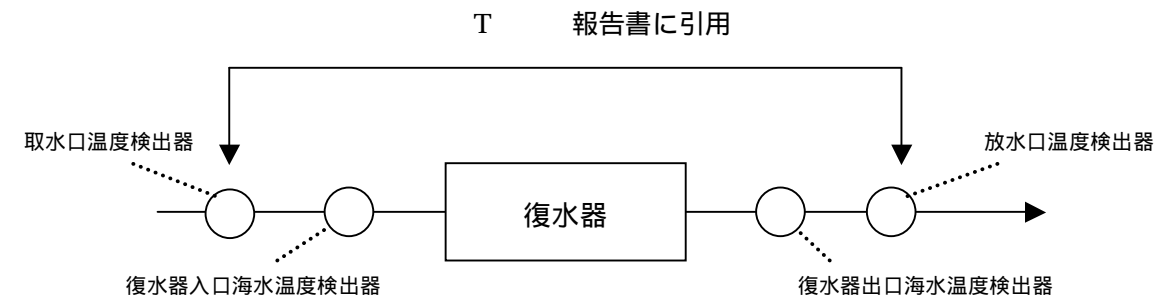 T 報告書に引用
取水口温度検出器
放水口温度検出器
復水器
復水器入口海水温度検出器
復水器出口海水温度検出器